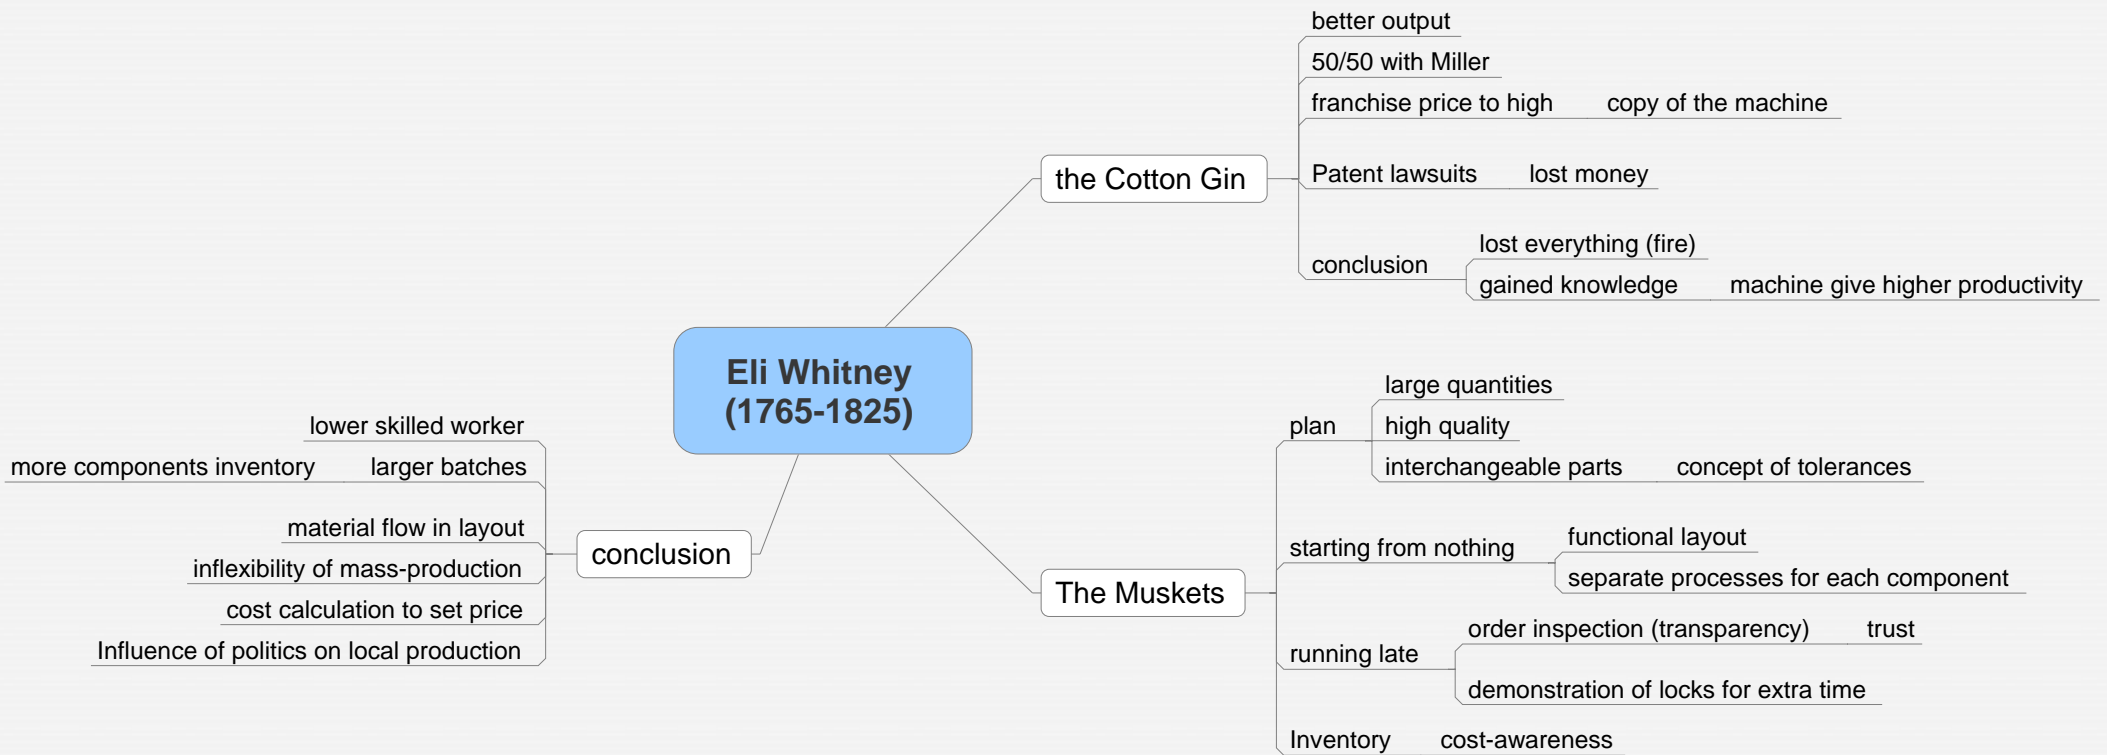 better output
50/50 with Miller
franchise price to high
copy of the machine
the Cotton Gin
Patent lawsuits
lost money
conclusion
lost everything (fire)
gained knowledge
machine give higher productivity
Eli Whitney
(1765-1825)
The Muskets
plan
large quantities
high quality
interchangeable parts
concept of tolerances
starting from nothing
functional layout
separate processes for each component
running late
order inspection (transparency)
trust
demonstration of locks for extra time
Inventory
cost-awareness
conclusion
lower skilled worker
larger batches
more components inventory
material flow in layout
inflexibility of mass-production
cost calculation to set price
Influence of politics on local production